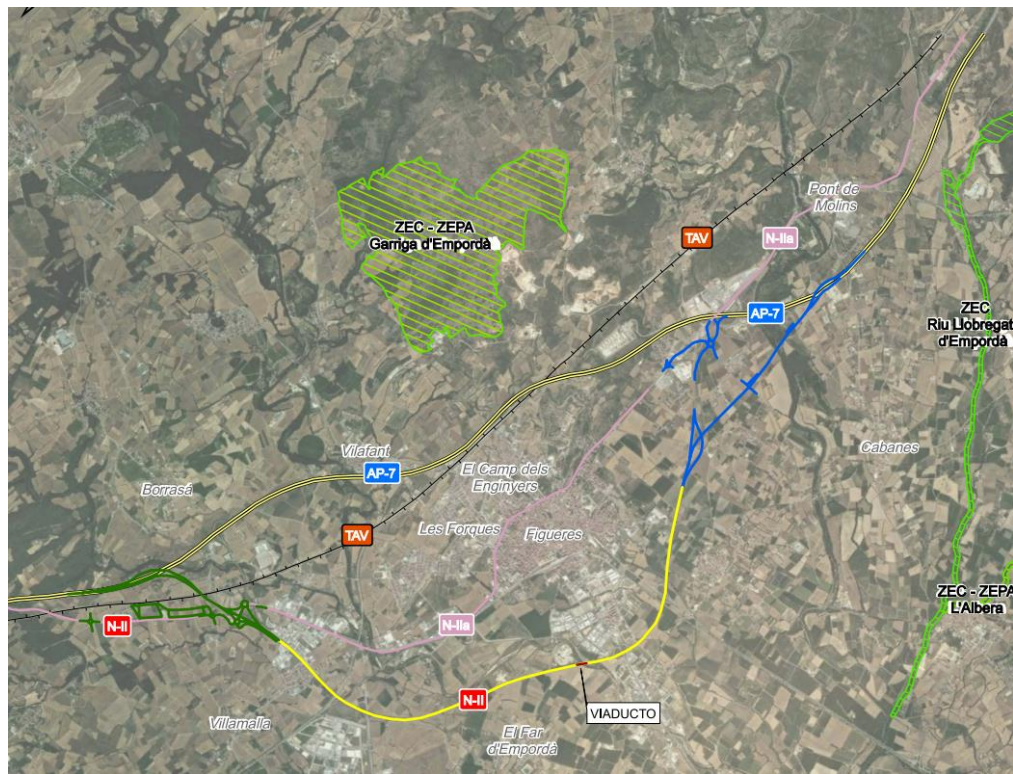 Pont de
Molins
ZEC - ZEPA
Garriga d'Empordà
TAV
N-IIa
AP-7
ZEC
Riu Llobregat
d'Empordà
Vilafant
AP-7
El Camp dels
Enginyers
Cabanes
Borrasá
Les Forques
Figueres
TAV
ZEC - ZEPA
L'Albera
N-II
N-IIa
N-II
VIADUCTO
Villamalla
El Far
d'Empordà